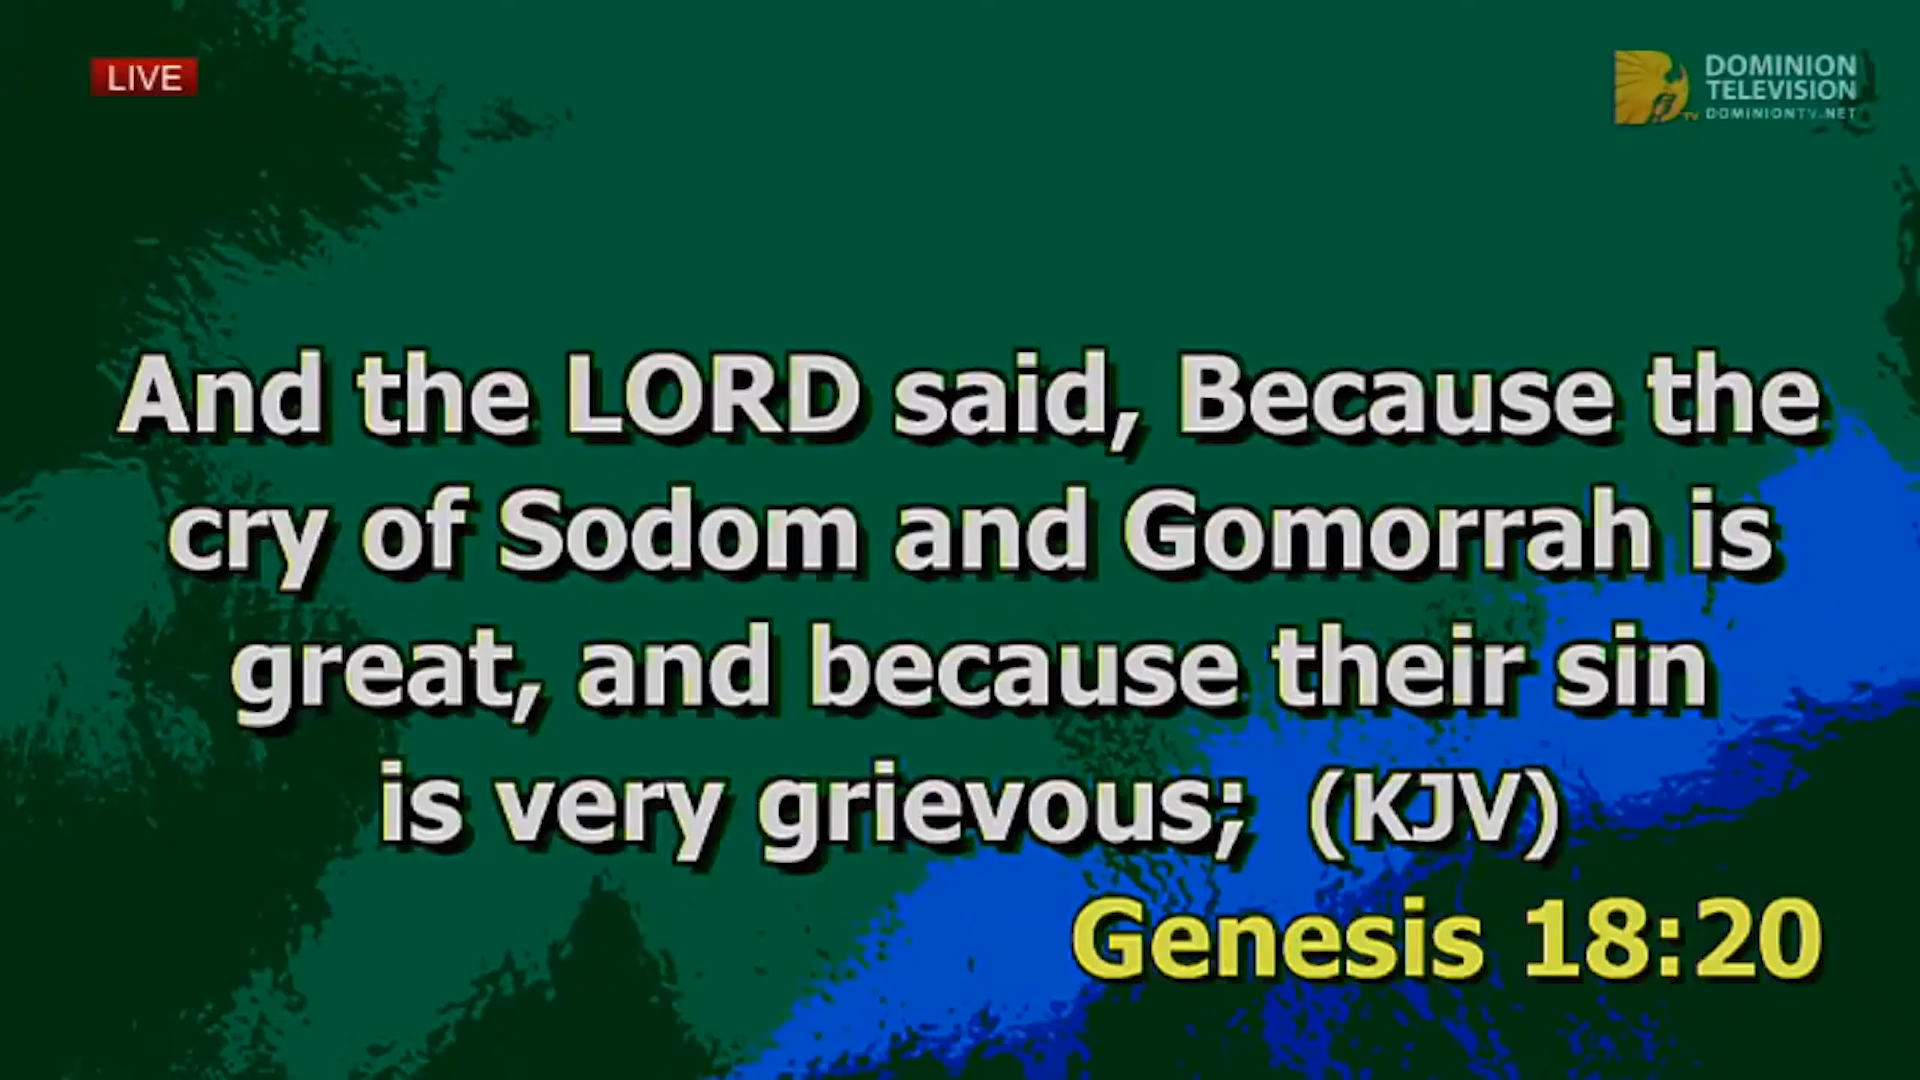 LIVE
DOMINION
TELEVISION
TV DOMINIONTV.NET
And the LORD said, Because the
cry of Sodom and Gomorrah is
great, and because their sin
is very grievous; (KJV)
Genesis 18:20